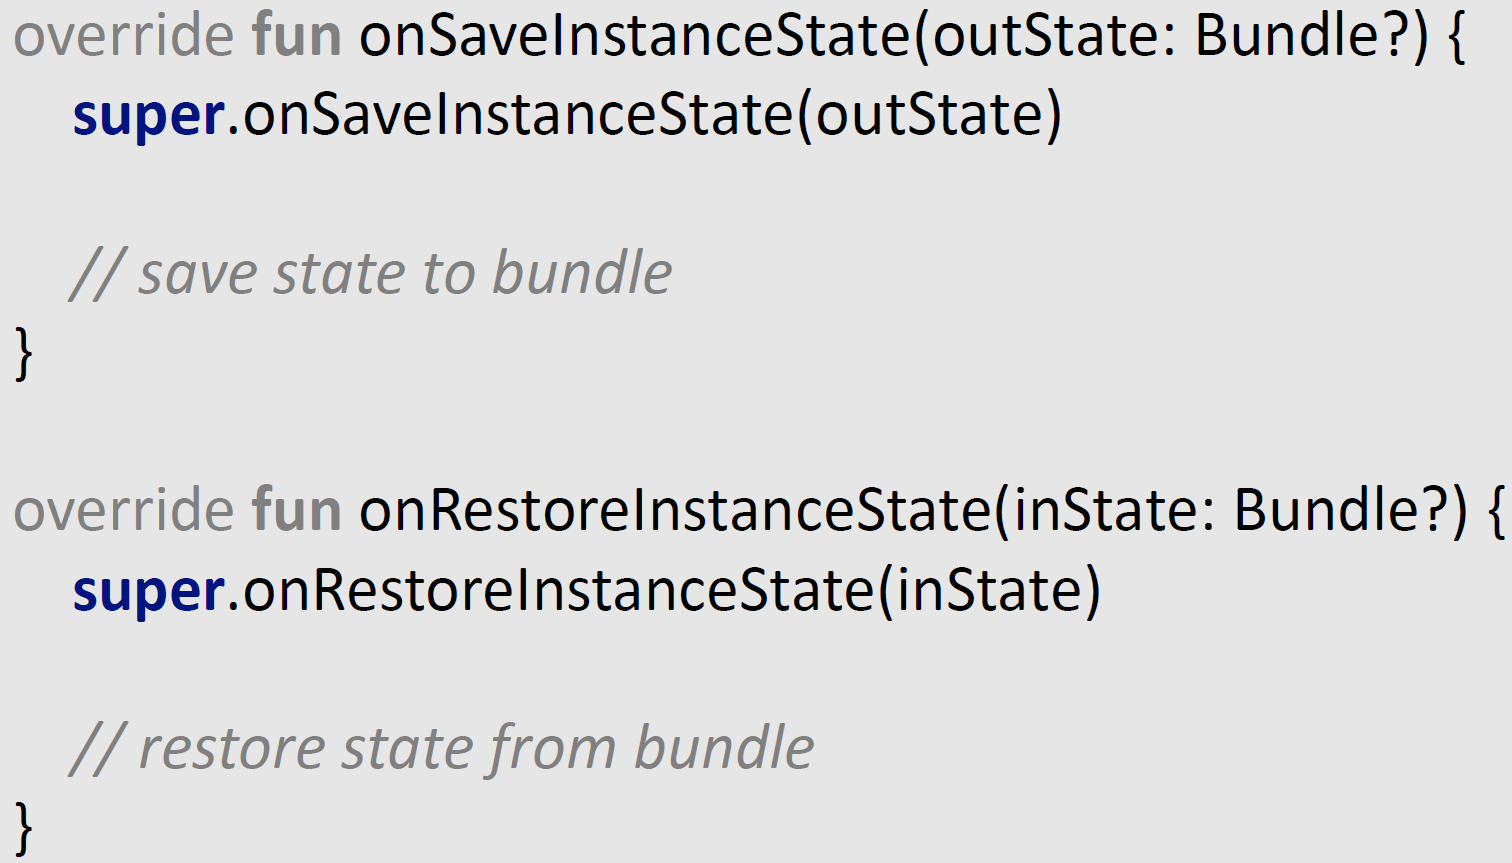 override fun onSaveInstanceState(outState: Bundle?) {
super.onSaveInstanceState(outState)
// save state to bundle
}
override fun onRestoreInstanceState(inState: Bundle?) {
super.onRestoreInstanceState(inState)
// restore state from bundle
}